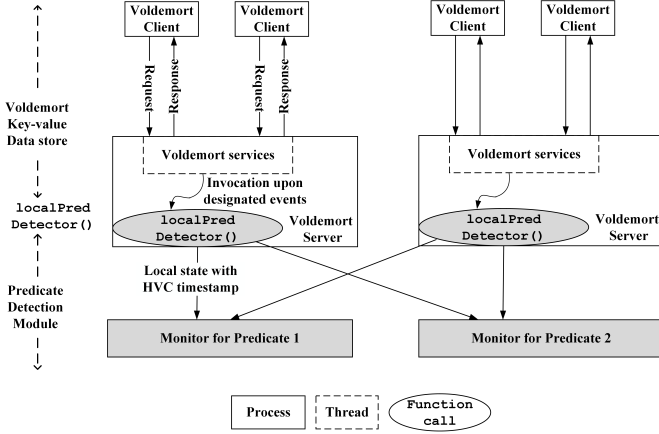 Voldemort
Client
Voldemort
Client
Voldemort
Client
Voldemort
Client
Request
Response
Request
Response
Voldemort
Key-value
Data store
Voldemort services
Voldemort services
Invocation upon
designated events
localPred
Detector()
localPred
Detector()
Voldemort
Server
localPred
Detector()
Voldemort
Server
Local state with
HVC timestamp
Predicate
Detection
Module
Monitor for Predicate 1
Monitor for Predicate 2
Process
Thread
Function
call